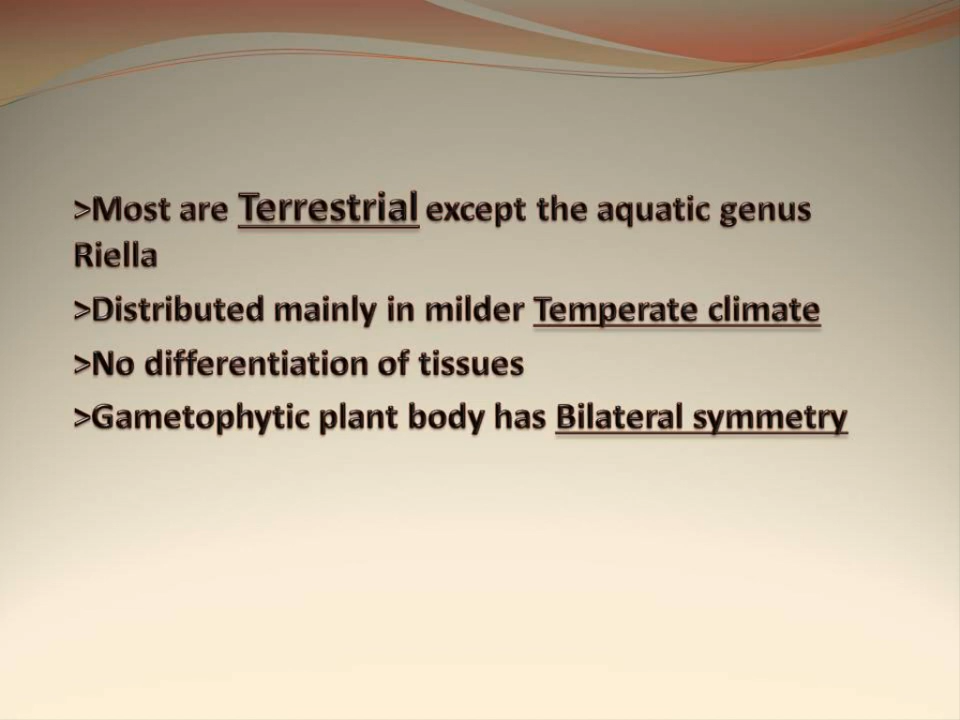 >Most are Terrestrial except the aquatic genus
Riella
>Distributed mainly in milder Temperate climate
>No differentiation of tissues
>Gametophytic plant body has Bilateral symmetry